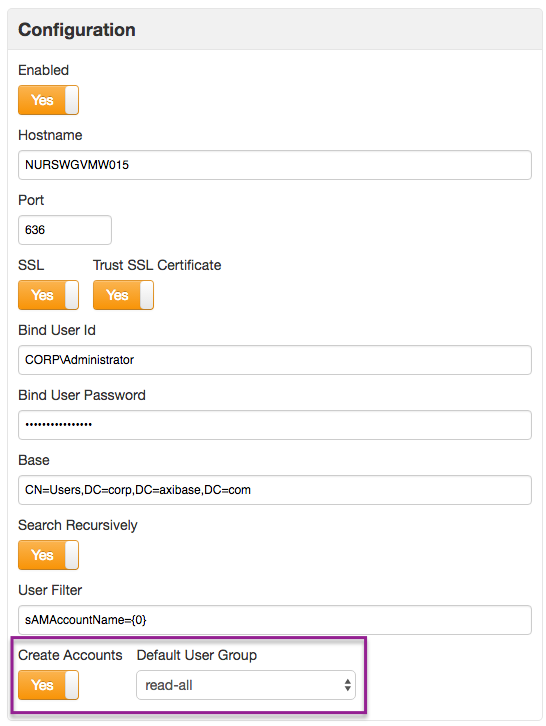 Configuration
Enabled
Yes
Hostname
NURSWGVMW015
Port
636
SSL Trust SSL Certificate
Yes Yes
Bind User Id
CORP\Administrator
Bind User Password
••••••••••••••••
Base
CN=Users,DC=corp,DC=axibase,DC=com
Search Recursively
Yes
User Filter
sAMAccountName={0}
Create Accounts Default User Group
Yes read-all